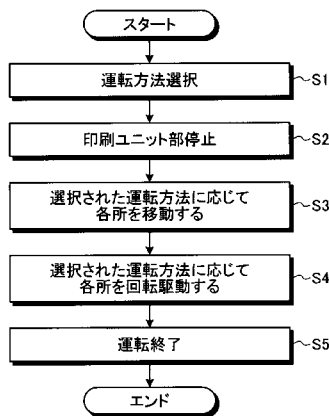 スタート
運転方法選択
S1
印刷ユニット部停止
S2
選択された運転方法に応じて
各所を移動する
S3
選択された運転方法に応じて
各所を回転駆動する
S4
運転終了
S5
エンド